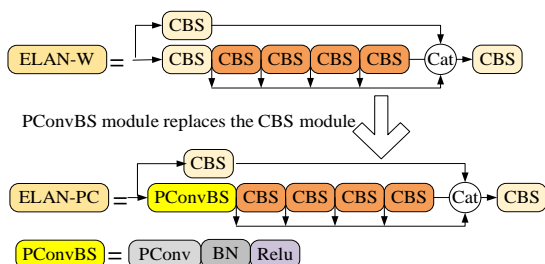 CBS
ELAN-W = CBS CBS CBS CBS CBS Cat CBS
PConvBS module replaces the CBS module
CBS
ELAN-PC = PConvBS CBS CBS CBS CBS Cat CBS
PConvBS = PConv BN Relu